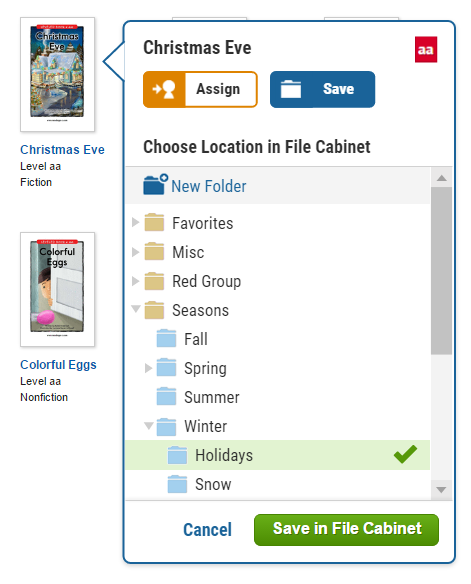 Christmas
Eve
Christmas Eve
Level aa
Fiction
Colorful
Eggs
Colorful Eggs
Level aa
Nonfiction
Christmas Eve
aa
Assign
Save
Choose Location in File Cabinet
New Folder
Favorites
Misc
Red Group
Seasons
Fall
Spring
Summer
Winter
Holidays
Snow
Cancel
Save in File Cabinet